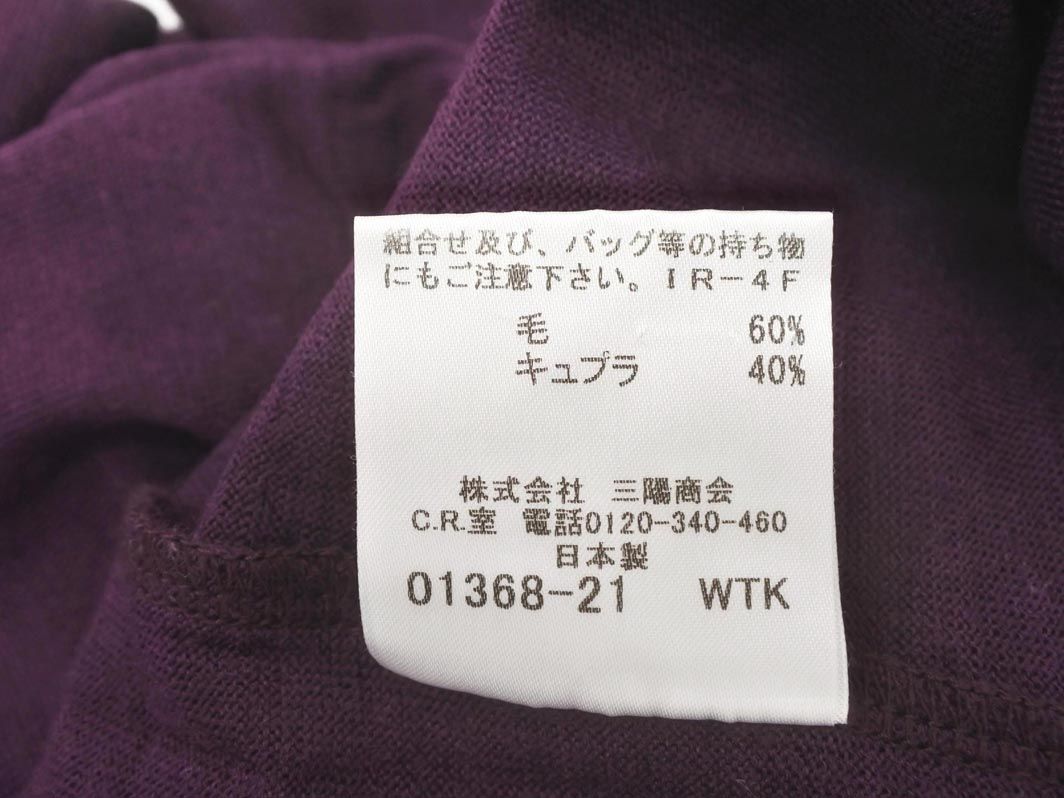 組合せ及び、バッグ等の持ち物
にもご注意下さい。IR-4F
毛 60%
キュプラ 40%
株式会社 三陽商会
C.R.室 電話0120-340-460
日本製
01368-21 WTK